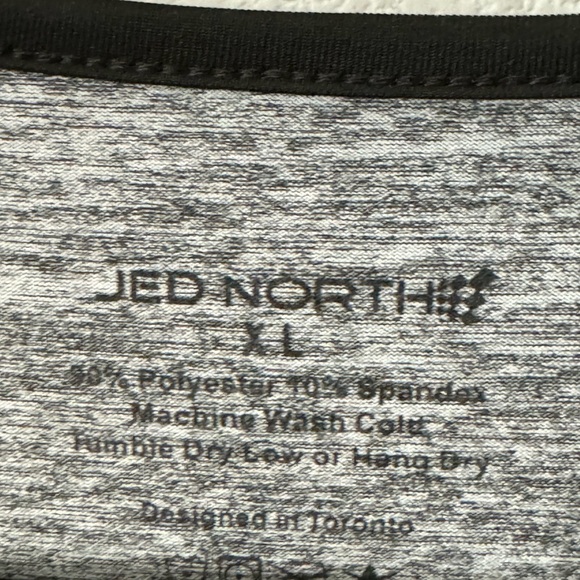 JED NORTH
XL
90% Polyester 10% Spandex
Machine Wash Cold
Tumble Dry Low or Hang Dry
Designed in Toronto